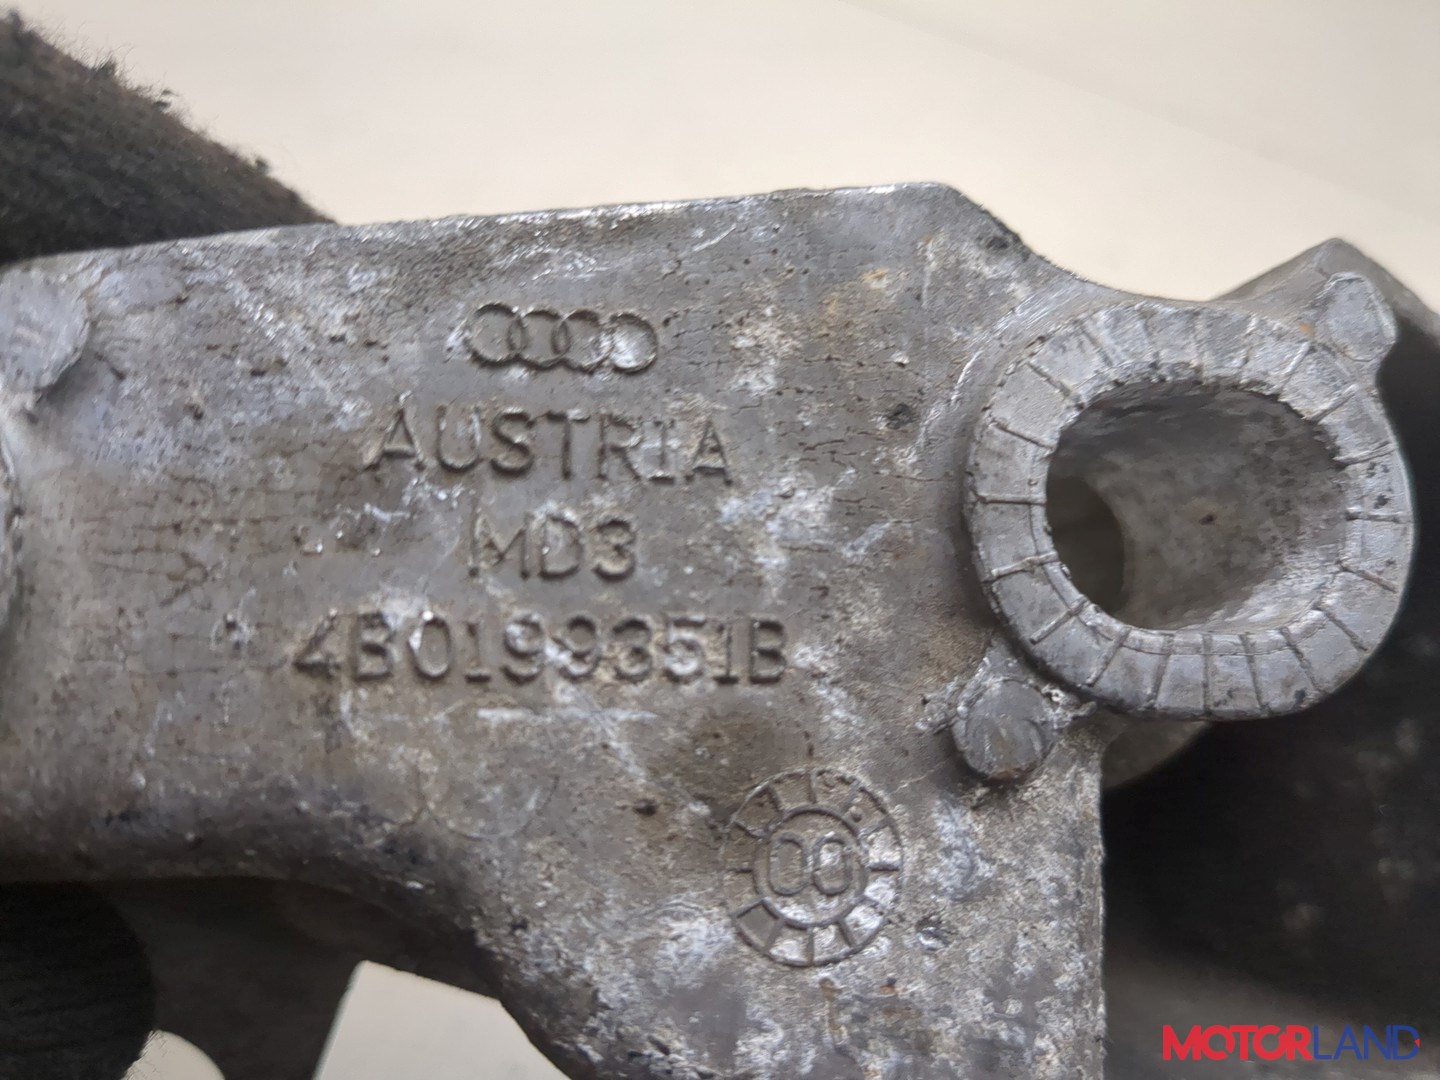 AUSTRIA
MD3
4B0199351B
00
MOTORLAND